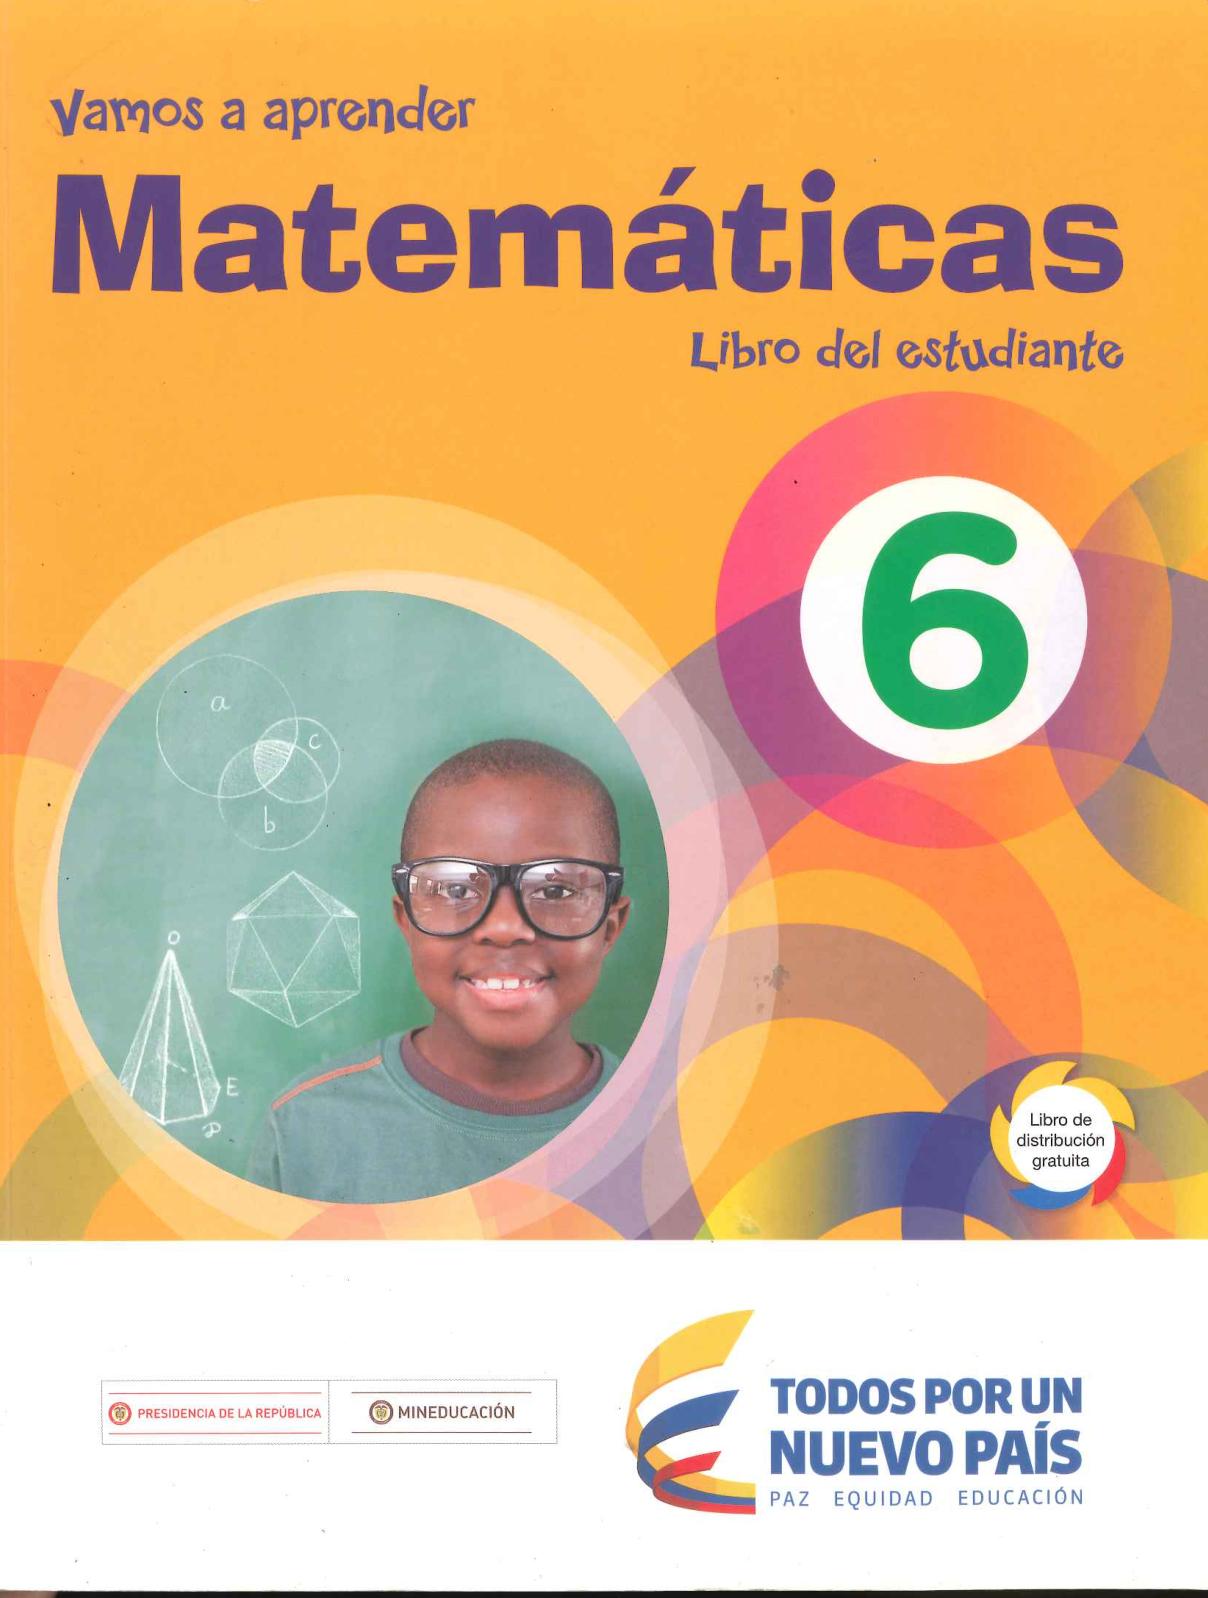 Vamos a aprender
Matemáticas
Libro del estudiante
6
a
c
b
O
E
B
Libro de
distribución
gratuita
PRESIDENCIA DE LA REPÚBLICA
MINEDUCACIÓN
TODOS POR UN
NUEVO PAÍS
PAZ EQUIDAD EDUCACIÓN